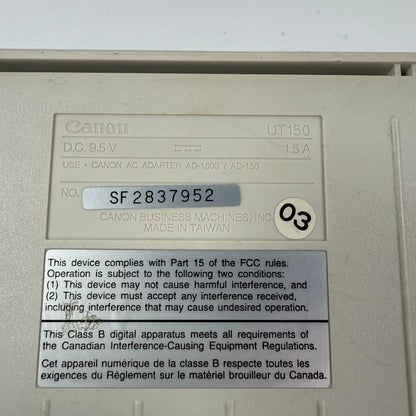 Canon UT150
D.C. 9.5 V 1.5 A
USE • CANON AC ADAPTER AD-150S / AD-150
NO. SF2837952
CANON BUSINESS MACHINES, INC.
MADE IN TAIWAN
03
This device complies with Part 15 of the FCC rules.
Operation is subject to the following two conditions:
(1) This device may not cause harmful interference, and
(2) This device must accept any interference received,
including interference that may cause undesired operation.
This Class B digital apparatus meets all requirements of
the Canadian Interference-Causing Equipment Regulations.
Cet appareil numérique de la classe B respecte toutes les
exigences du Règlement sur le matériel brouilleur du Canada.